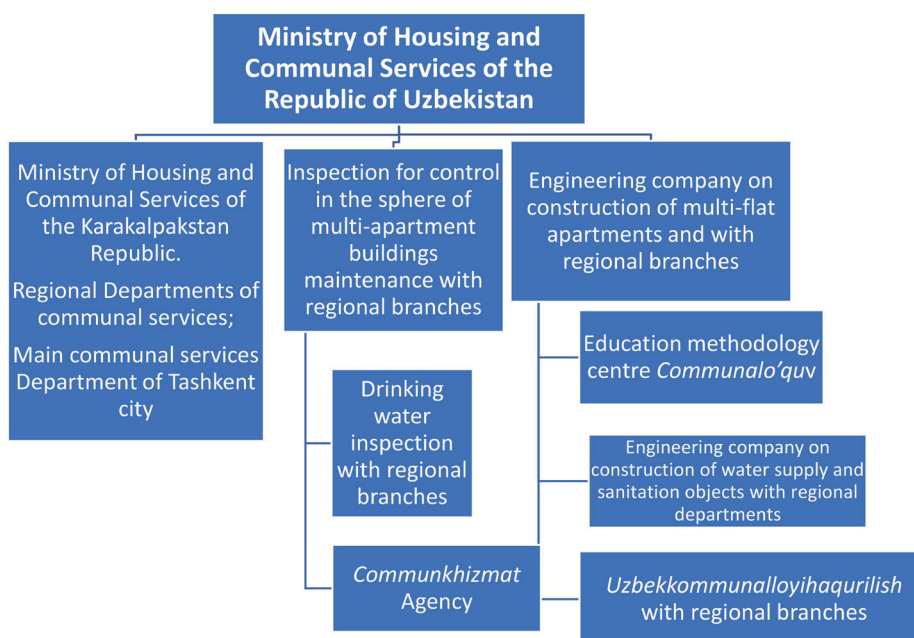 Ministry of Housing and
Communal Services of the
Republic of Uzbekistan
Ministry of Housing and
Communal Services of
the Karakalpakstan
Republic.
Regional Departments of
communal services;
Main communal services
Department of Tashkent
city
Inspection for control
in the sphere of
multi-apartment
buildings
maintenance with
regional branches
Drinking
water
inspection
with regional
branches
Communkhizmat
Agency
Engineering company on
construction of multi-flat
apartments and with
regional branches
Education methodology
centre Communalo'quv
Engineering company on
construction of water supply and
sanitation objects with regional
departments
Uzbekkommunalloyihaqurilish
with regional branches